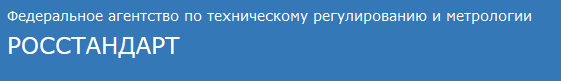 Федеральное агентство по техническому регулированию и метрологии
РОССТАНДАРТ